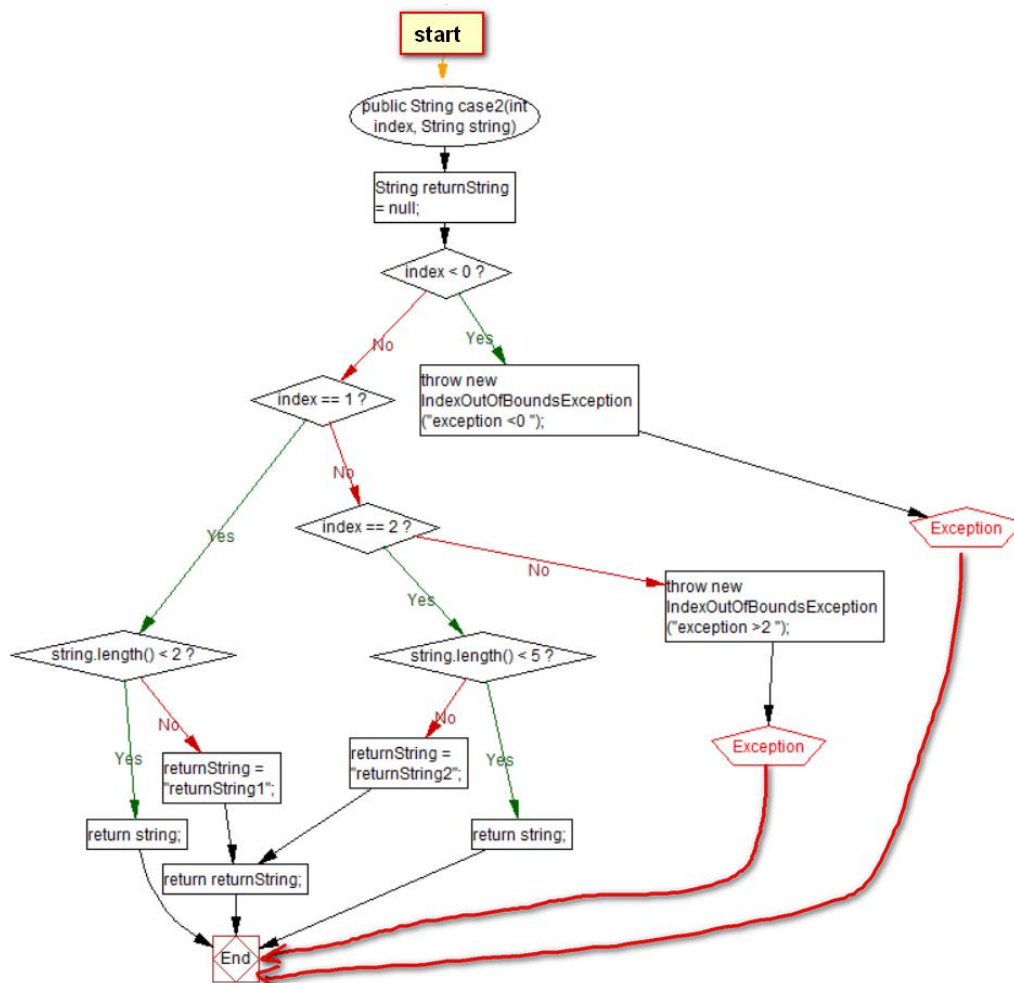 start
public String case2(int
index, String string)
String returnString
= null;
index < 0 ?
No
Yes
throw new
IndexOutOfBoundsException
("exception <0 ");
index == 1 ?
No
Yes
Exception
index == 2 ?
No
Yes
throw new
IndexOutOfBoundsException
("exception >2 ");
string.length() < 2 ?
string.length() < 5 ?
No
Yes
No
Yes
Exception
returnString =
"returnString1";
returnString =
"returnString2";
return string;
return string;
return returnString;
End